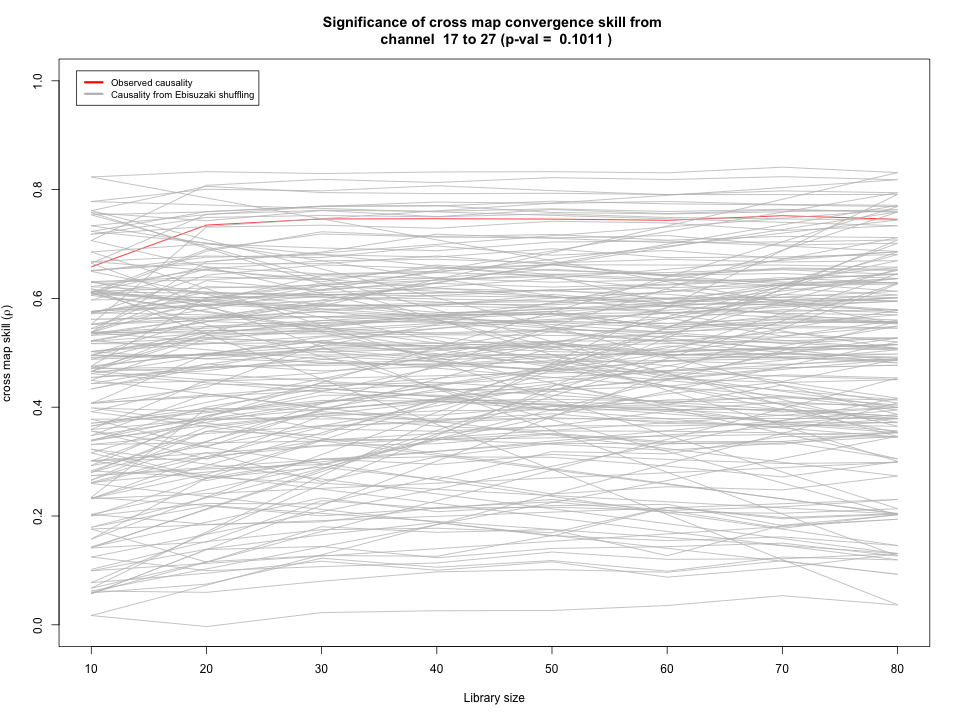 Significance of cross map convergence skill from
channel  17 to 27 (p-val =  0.1011 )
Observed causality
Causality from Ebisuzaki shuffling
cross map skill (ρ)
1.0
0.8
0.6
0.4
0.2
0.0
10 20 30 40 50 60 70 80
Library size